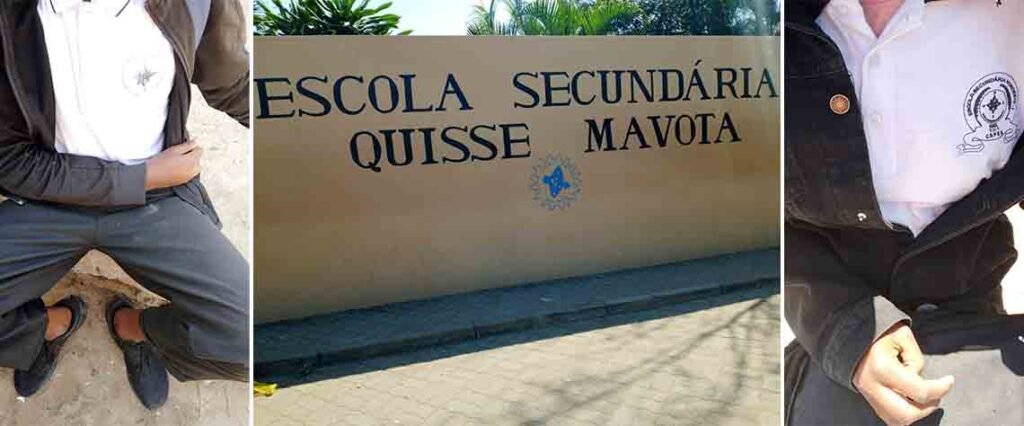 ESCOLA SECUNDÁRIA
QUISSE MAVOTA